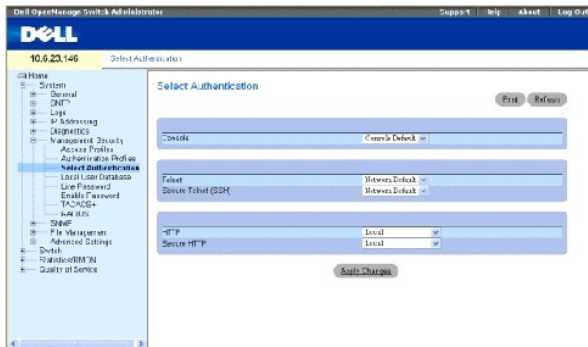 Dell OpenManage Switch Administrator
Support Help About Log Out
DELL
10.6.23.146
Select Authentication
Home
System
General
SNTP
Logs
IP Addressing
Diagnostics
Management Security
Access Profiles
Authentication Profiles
Select Authentication
Local User Database
Line Password
Enable Password
TACACS+
RADIUS
SNMP
File Management
Advanced Settings
Switch
Statistics/RMON
Quality of Service
Select Authentication
Print Refresh
Console Console Default
Telnet Network Default
Secure Telnet (SSH) Network Default
HTTP Local
Secure HTTP Local
Apply Changes